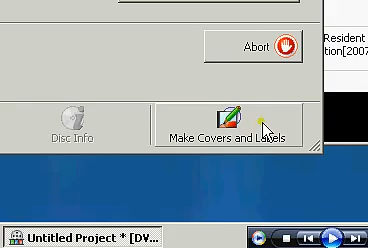 Resident
tion[2007
Abort
Disc Info
Make Covers and Labels
Untitled Project * [DV...